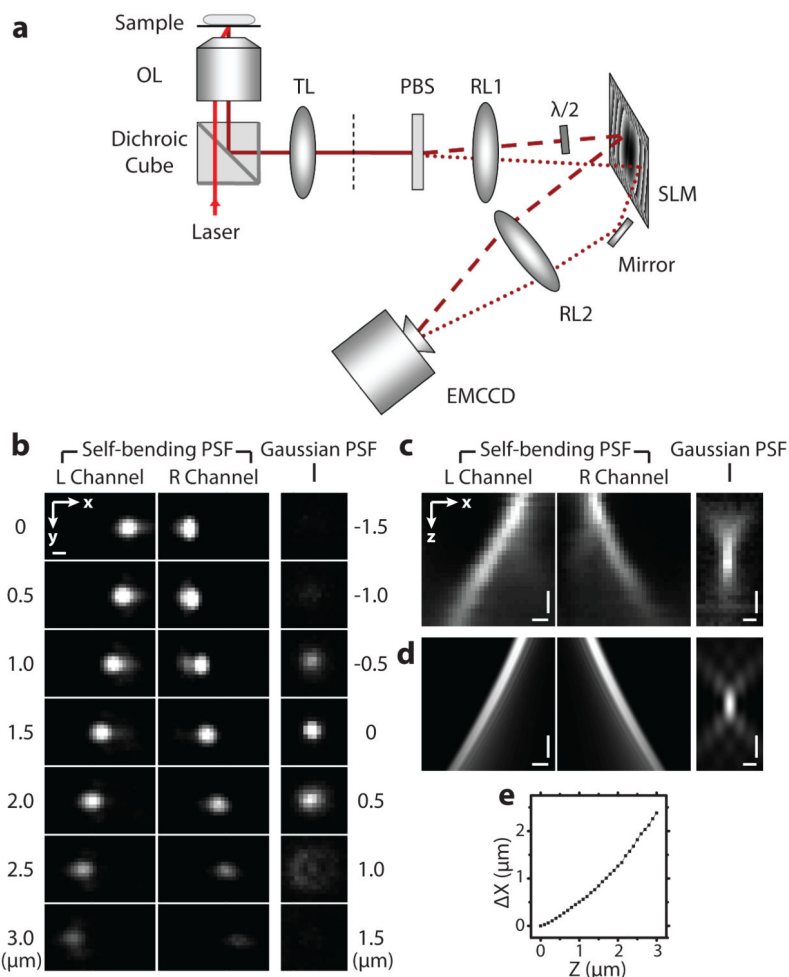 a
Sample
OL
TL
PBS
RL1
λ/2
Dichroic
Cube
SLM
Laser
Mirror
RL2
EMCCD
b
Self-bending PSF
Gaussian PSF
L Channel
R Channel
x
y
0
-1.5
0.5
-1.0
1.0
-0.5
1.5
0
2.0
0.5
2.5
1.0
3.0
1.5
(μm)
(μm)
c
Self-bending PSF
Gaussian PSF
L Channel
R Channel
x
z
d
e
ΔX (μm)
2
1
0
0
1
2
3
Z (μm)